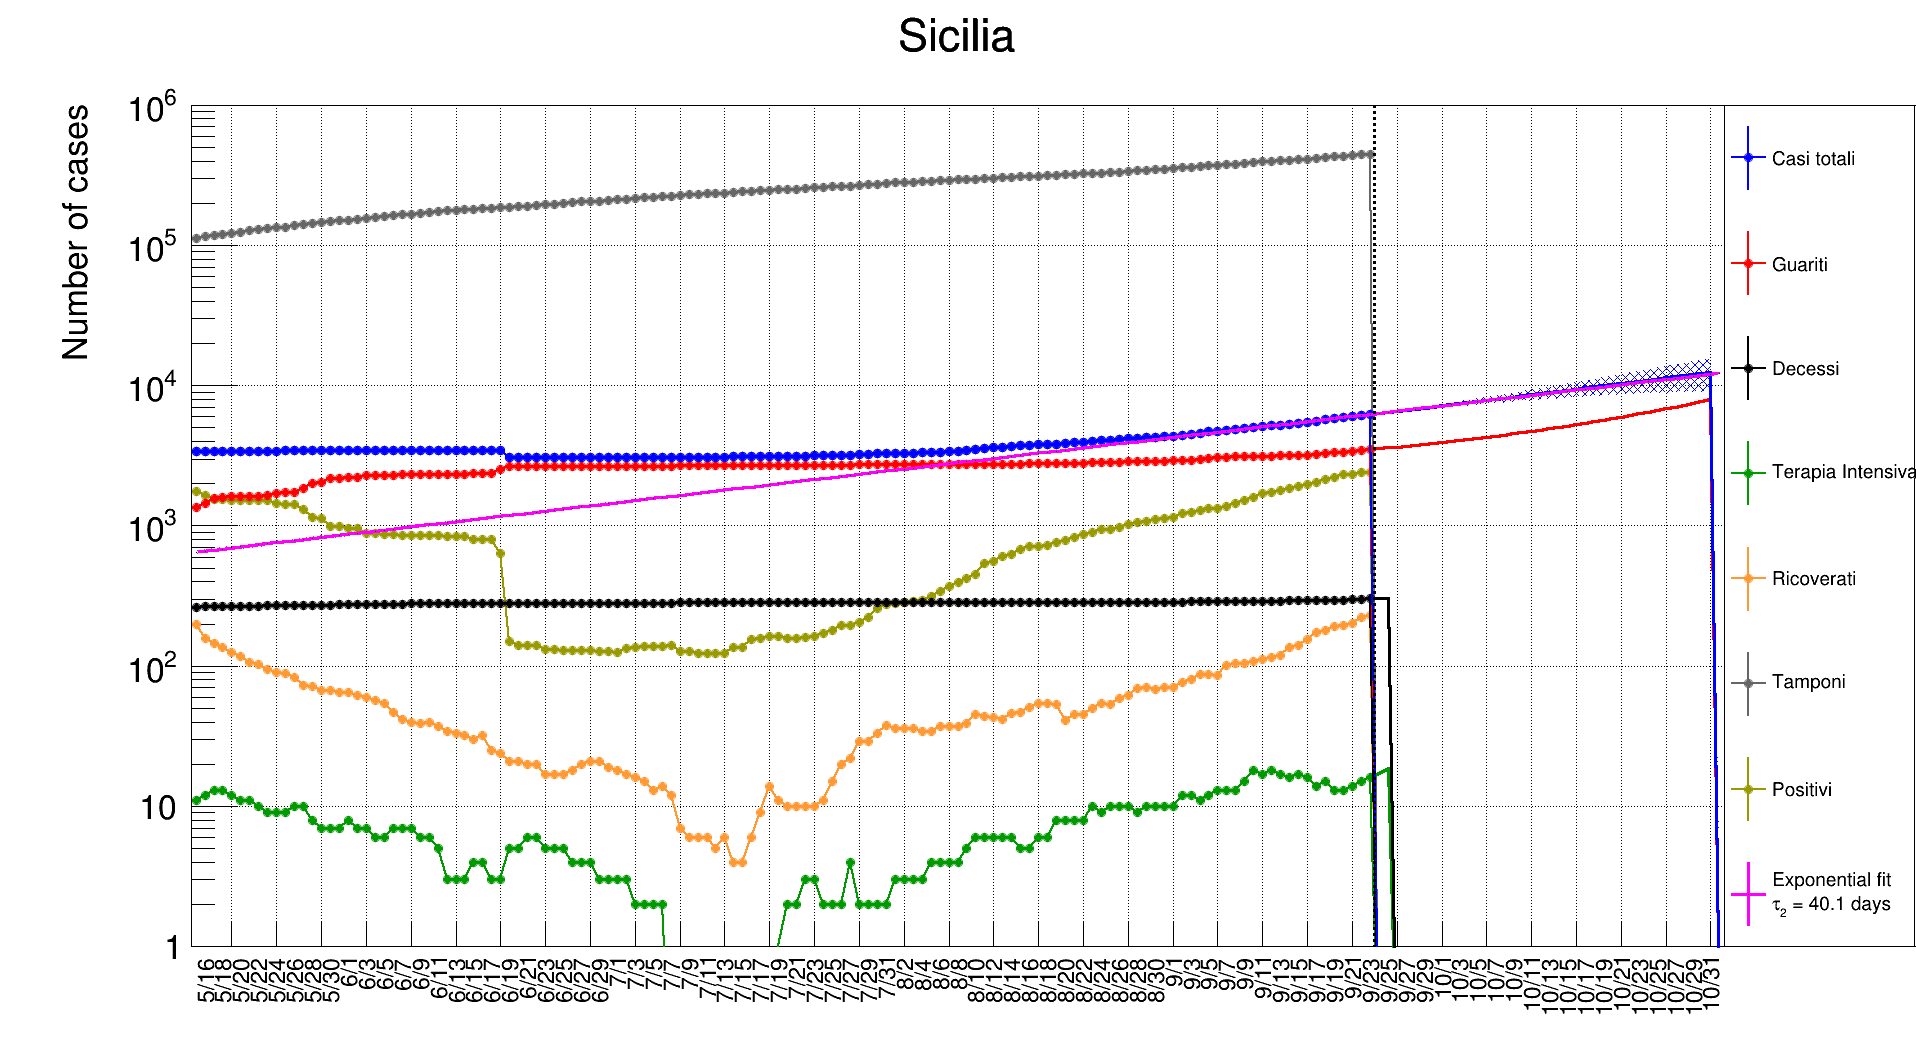 Sicilia
Number of cases
10^6
10^5
10^4
10^3
10^2
10
1
5/16 5/18 5/20 5/22 5/24 5/26 5/28 5/30 6/1 6/3 6/5 6/7 6/9 6/11 6/13 6/15 6/17 6/19 6/21 6/23 6/25 6/27 6/29 7/1 7/3 7/5 7/7 7/9 7/11 7/13 7/15 7/17 7/19 7/21 7/23 7/25 7/27 7/29 7/31 8/2 8/4 8/6 8/8 8/10 8/12 8/14 8/16 8/18 8/20 8/22 8/24 8/26 8/28 8/30 9/1 9/3 9/5 9/7 9/9 9/11 9/13 9/15 9/17 9/19 9/21 9/23 9/25 9/27 9/29 10/1 10/3 10/5 10/7 10/9 10/11 10/13 10/15 10/17 10/19 10/21 10/23 10/25 10/27 10/29 10/31
Casi totali
Guariti
Decessi
Terapia Intensiva
Ricoverati
Tamponi
Positivi
Exponential fit
τ₂ = 40.1 days